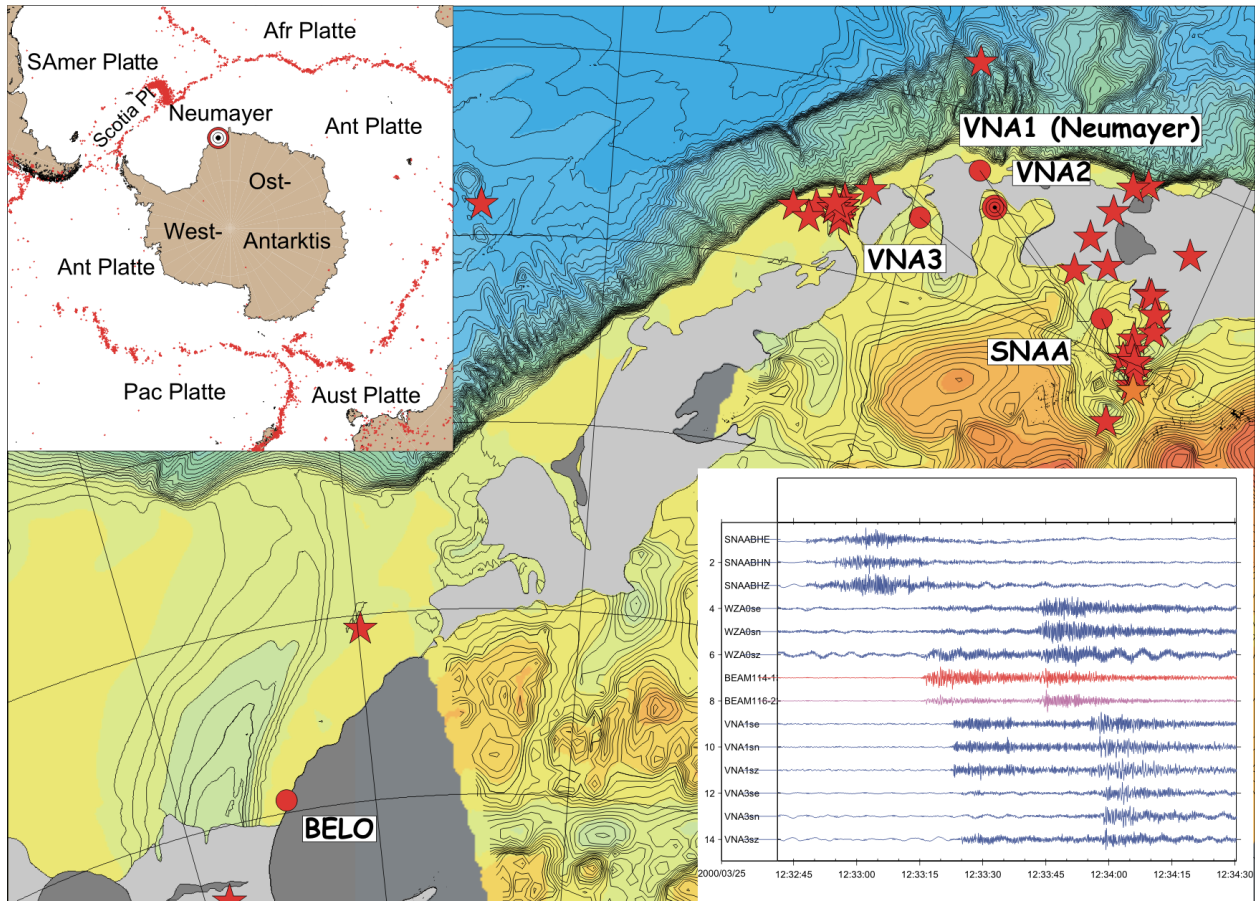 Afr Platte
SAmer Platte
Scotia Pl
Neumayer
Ant Platte
Ost-
West-
Antarktis
Ant Platte
Pac Platte
Aust Platte
VNA1 (Neumayer)
VNA2
VNA3
SNAA
BELO
SNAABHE
2 SNAABHN
SNAABHZ
4 WZA0se
WZA0sn
6 WZA0sz
BEAM114-1
8 BEAM116-2
VNA1se
10 VNA1sn
VNA1sz
12 VNA3se
VNA3sn
14 VNA3sz
2000/03/25 12:32:45 12:33:00 12:33:15 12:33:30 12:33:45 12:34:00 12:34:15 12:34:30